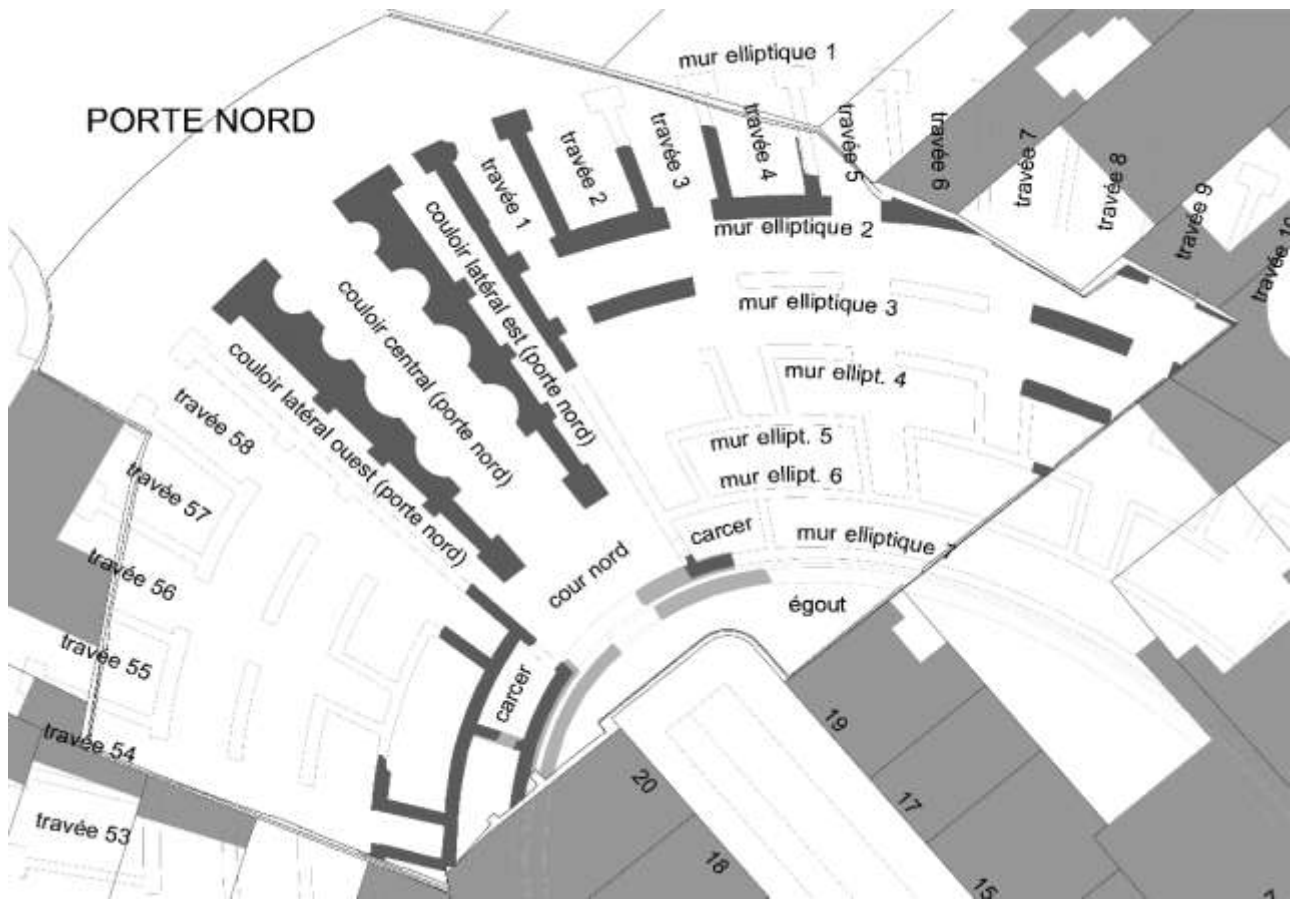 PORTE NORD
mur elliptique 1
travée 1
travée 2
travée 3
travée 4
travée 5
travée 6
travée 7
travée 8
travée 9
travée 10
mur elliptique 2
mur elliptique 3
mur ellipt. 4
mur ellipt. 5
mur ellipt. 6
mur elliptique 7
couloir latéral est (porte nord)
couloir central (porte nord)
couloir latéral ouest (porte nord)
travée 58
travée 57
travée 56
travée 55
travée 54
travée 53
cour nord
carcer
carcer
égout
19
17
15
20
18